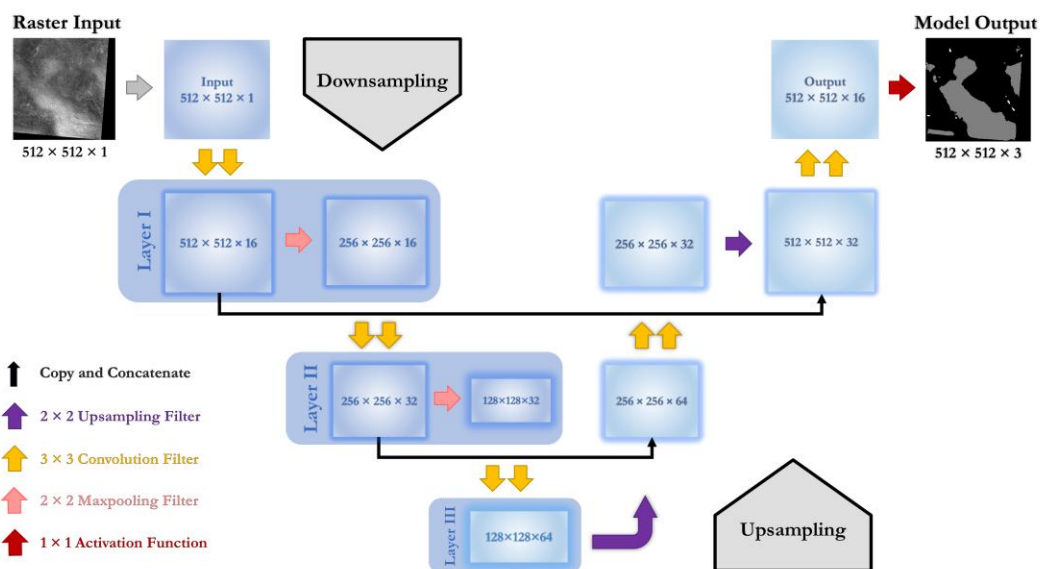 Raster Input
Model Output
Input
512 × 512 × 1
Downsampling
Output
512 × 512 × 16
512 × 512 × 1
512 × 512 × 3
Layer I
512 × 512 × 16
256 × 256 × 16
256 × 256 × 32
512 × 512 × 32
Layer II
256 × 256 × 32
128×128×32
256 × 256 × 64
Copy and Concatenate
2 × 2 Upsampling Filter
3 × 3 Convolution Filter
2 × 2 Maxpooling Filter
1 × 1 Activation Function
Layer III
128×128×64
Upsampling